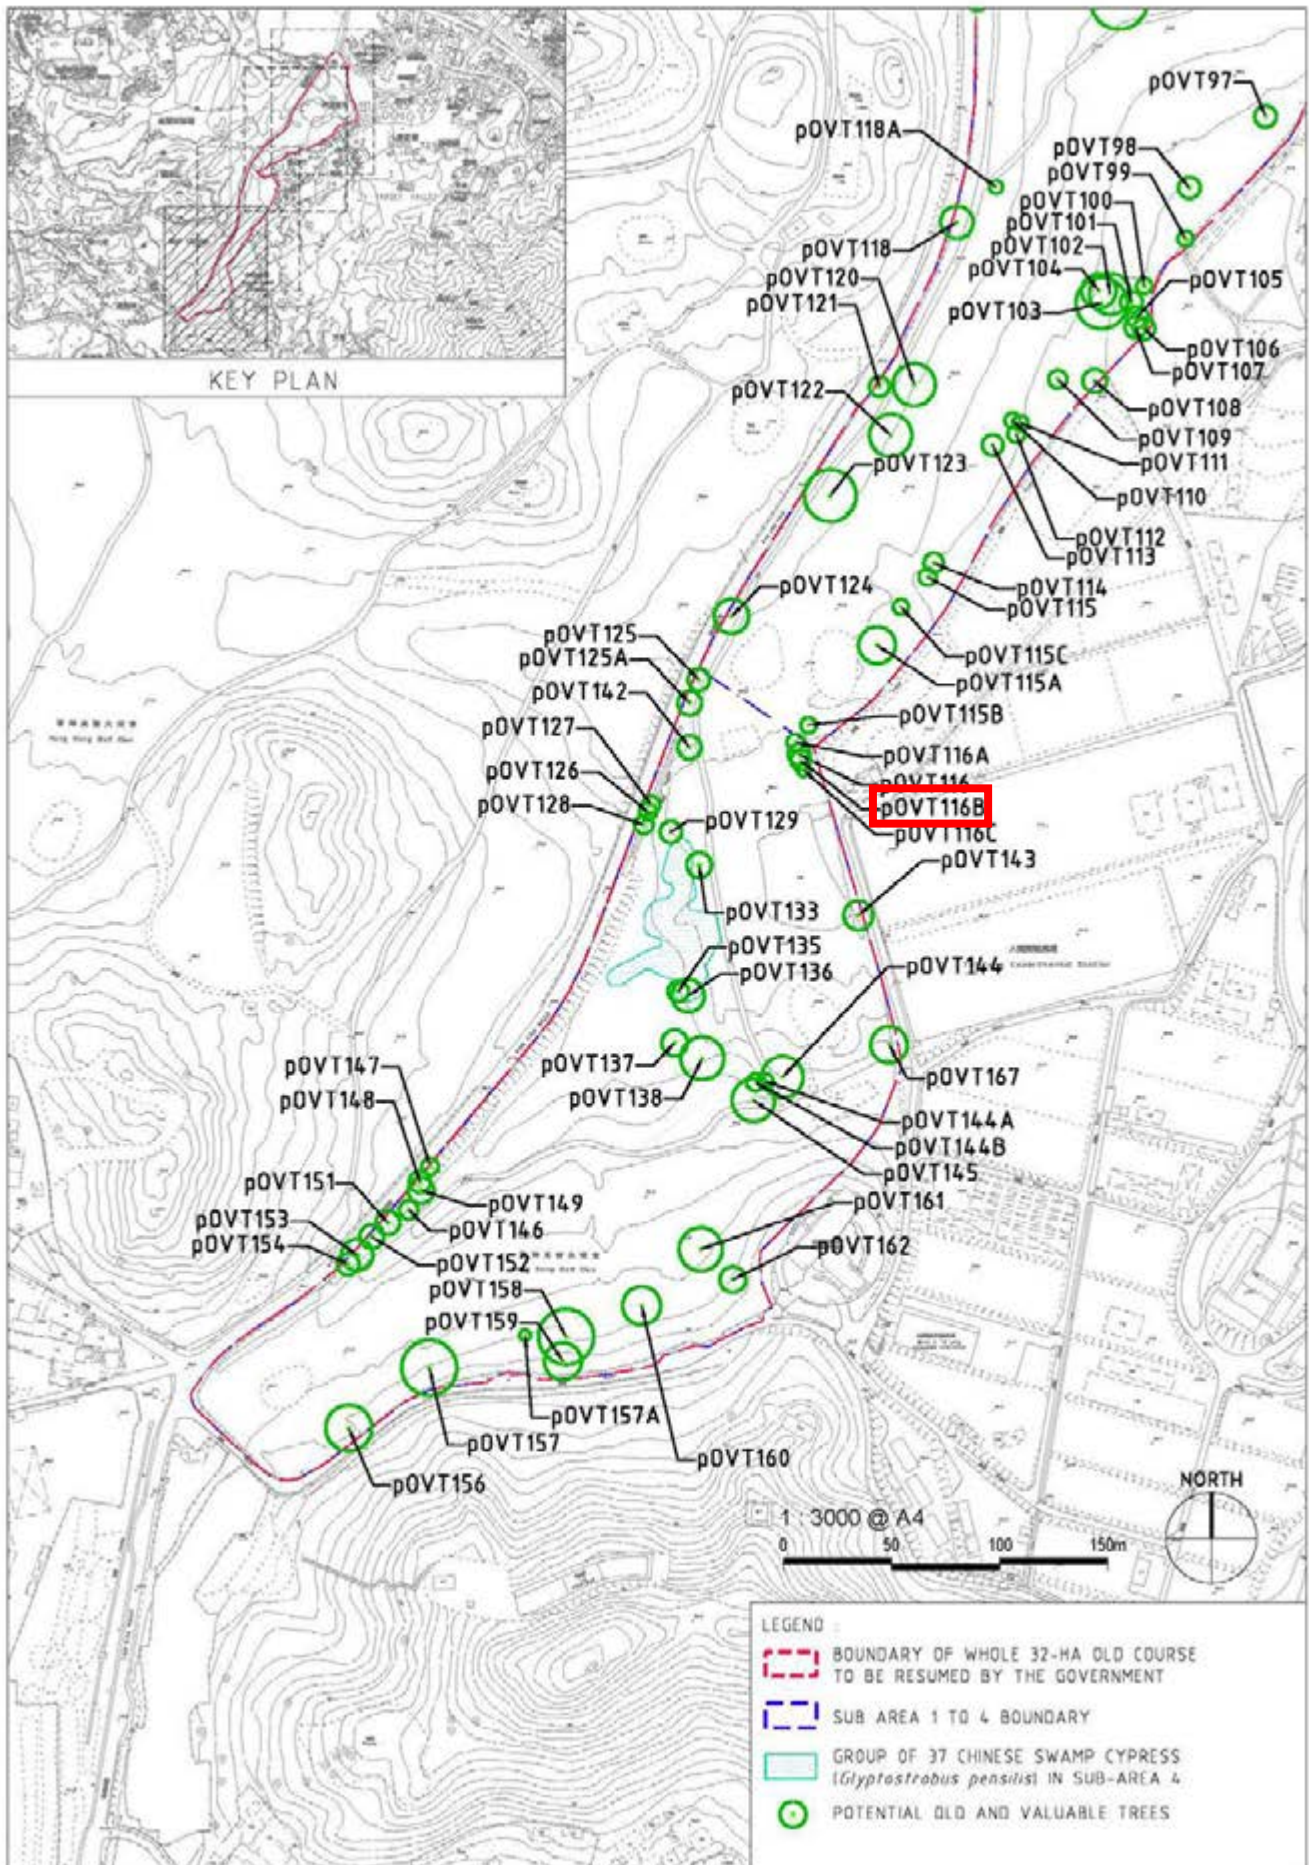 KEY PLAN
pOVT97
pOVT98
pOVT99
pOVT100
pOVT101
pOVT102
pOVT104
pOVT103
pOVT105
pOVT106
pOVT107
pOVT108
pOVT109
pOVT111
pOVT110
pOVT112
pOVT113
pOVT118A
pOVT118
pOVT120
pOVT121
pOVT122
pOVT123
pOVT114
pOVT115
pOVT124
pOVT115C
pOVT115A
pOVT125
pOVT125A
pOVT142
pOVT127
pOVT126
pOVT128
pOVT115B
pOVT116A
pOVT116
pOVT116B
pOVT116C
pOVT129
pOVT143
pOVT133
pOVT135
pOVT136
pOVT144
pOVT137
pOVT138
pOVT167
pOVT144A
pOVT144B
pOVT145
pOVT147
pOVT148
pOVT151
pOVT149
pOVT146
pOVT153
pOVT154
pOVT152
pOVT161
pOVT162
pOVT158
pOVT159
pOVT157A
pOVT157
pOVT160
pOVT156
NORTH
1 : 3000 @ A4
0 50 100 150m
LEGEND :
BOUNDARY OF WHOLE 32-HA OLD COURSE
TO BE RESUMED BY THE GOVERNMENT
SUB AREA 1 TO 4 BOUNDARY
GROUP OF 37 CHINESE SWAMP CYPRESS
(Glyptostrobus pensilis) IN SUB-AREA 4
POTENTIAL OLD AND VALUABLE TREES